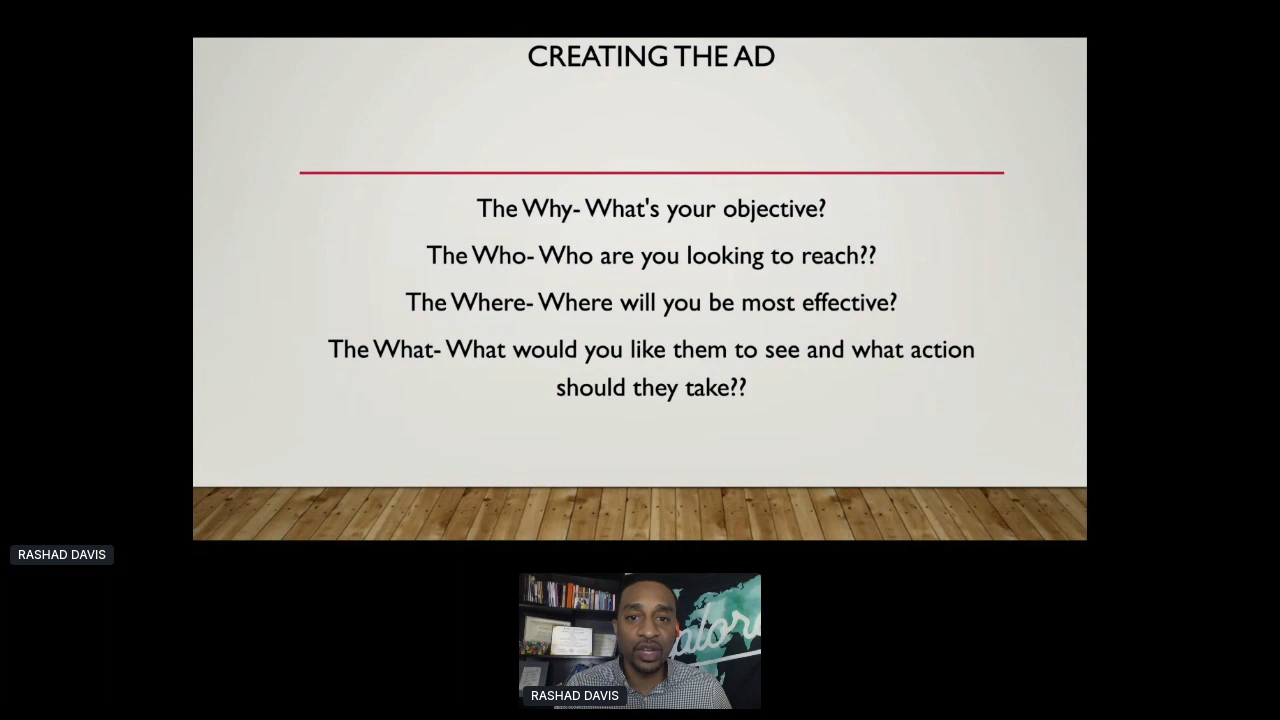 CREATING THE AD
The Why- What's your objective?
The Who- Who are you looking to reach??
The Where- Where will you be most effective?
The What- What would you like them to see and what action
should they take??
RASHAD DAVIS
RASHAD DAVIS